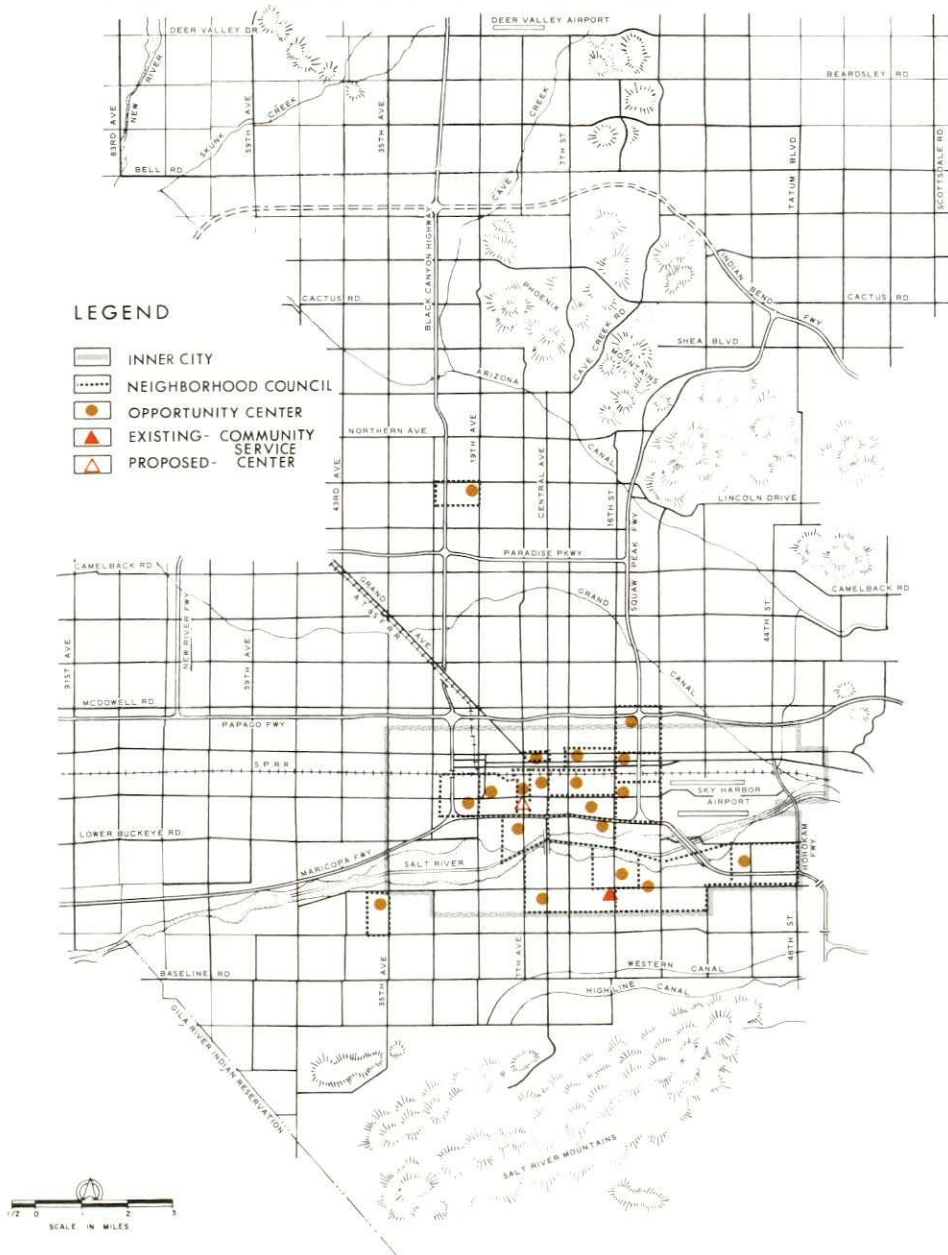 DEER VALLEY AIRPORT
DEER VALLEY DR
NEW RIVER
83RD AVE
SKUNK CREEK
59TH AVE
35TH AVE
CAVE CREEK
7TH ST
BEARDSLEY RD
TATUM BLVD
SCOTTSDALE RD
BELL RD
BLACK CANYON HIGHWAY
INDIAN BEND FWY
CACTUS RD.
CACTUS RD.
PHOENIX MOUNTAINS
CAVE CREEK RD
SHEA BLVD
LEGEND
INNER CITY
NEIGHBORHOOD COUNCIL
OPPORTUNITY CENTER
EXISTING- COMMUNITY
SERVICE
PROPOSED- CENTER
ARIZONA CANAL
NORTHERN AVE
19TH AVE
43RD AVE
CENTRAL AVE
16TH ST
LINCOLN DRIVE
SQUAW PEAK FWY
PARADISE PKWY
CAMELBACK RD
CAMELBACK RD
GRAND AVE
A T & S F R R
GRAND CANAL
44TH ST
91ST AVE
NEW RIVER FWY
59TH AVE
MCDOWELL RD
PAPAGO FWY
S P R R
SKY HARBOR
AIRPORT
LOWER BUCKEYE RD.
MARICOPA FWY
SALT RIVER
HOHOKAM FWY
48TH ST
35TH AVE
7TH AVE
BASELINE RD
WESTERN CANAL
HIGHLINE CANAL
GILA RIVER INDIAN RESERVATION
SALT RIVER MOUNTAINS
1/2 0 1 2 3
SCALE IN MILES